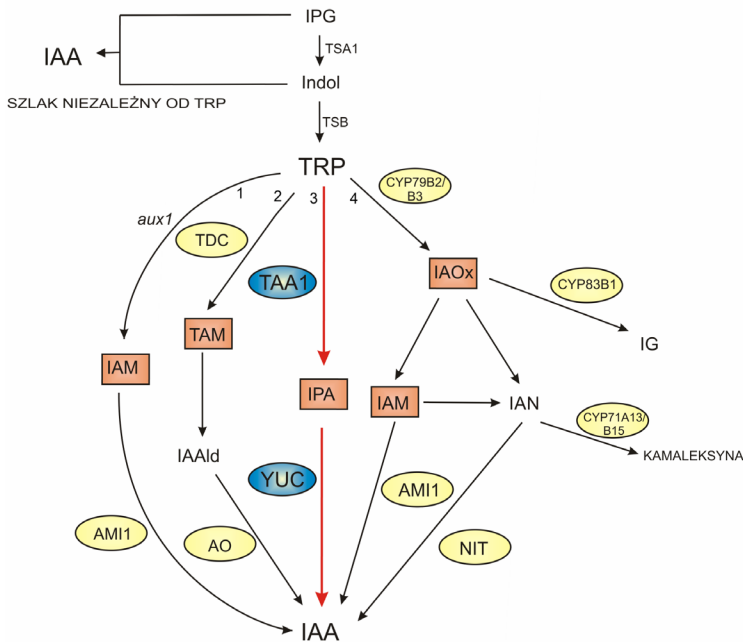 IPG
TSA1
IAA
Indol
SZLAK NIEZALEŻNY OD TRP
TSB
TRP
1
2
3
4
CYP79B2/
B3
aux1
TDC
TAA1
IAOx
CYP83B1
IG
TAM
IAM
IPA
IAM
IAN
CYP71A13/
B15
KAMALEKSYNA
IAAld
YUC
AMI1
AMI1
AO
NIT
IAA